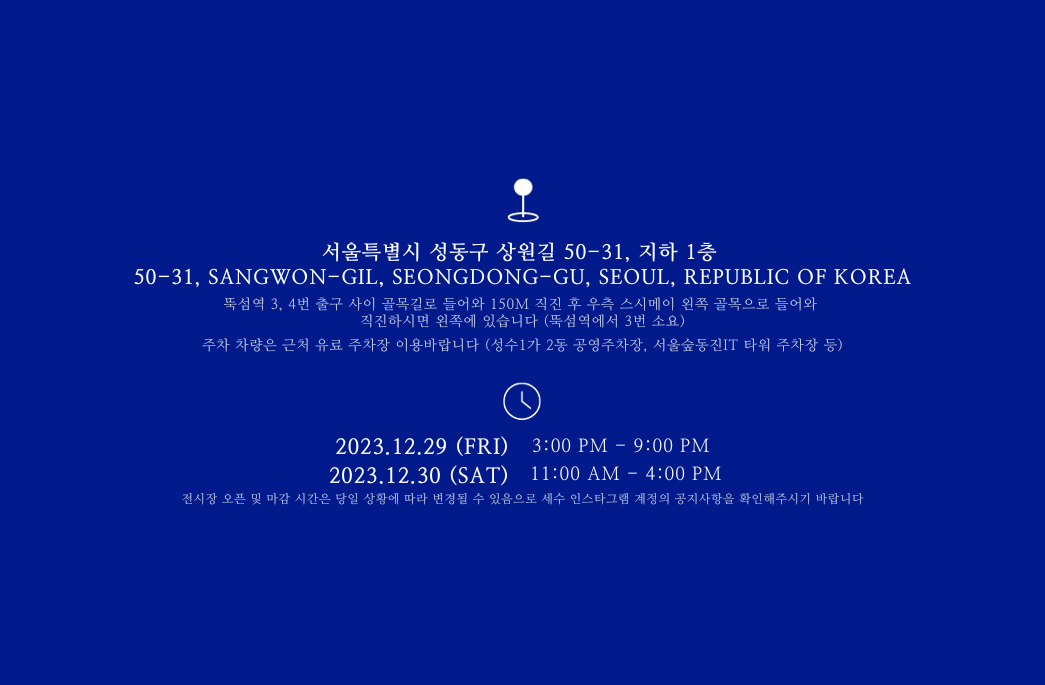 서울특별시 성동구 상원길 50-31, 지하 1층
50-31, SANGWON-GIL, SEONGDONG-GU, SEOUL, REPUBLIC OF KOREA
뚝섬역 3, 4번 출구 사이 골목길로 들어와 150M 직진 후 우측 스시메이 왼쪽 골목으로 들어와
직진하시면 왼쪽에 있습니다 (뚝섬역에서 3번 소요)
주차 차량은 근처 유료 주차장 이용바랍니다 (성수1가 2동 공영주차장, 서울숲동진IT 타워 주차장 등)
2023.12.29 (FRI) 3:00 PM - 9:00 PM
2023.12.30 (SAT) 11:00 AM - 4:00 PM
전시장 오픈 및 마감 시간은 당일 상황에 따라 변경될 수 있음으로 세수 인스타그램 계정의 공지사항을 확인해주시기 바랍니다